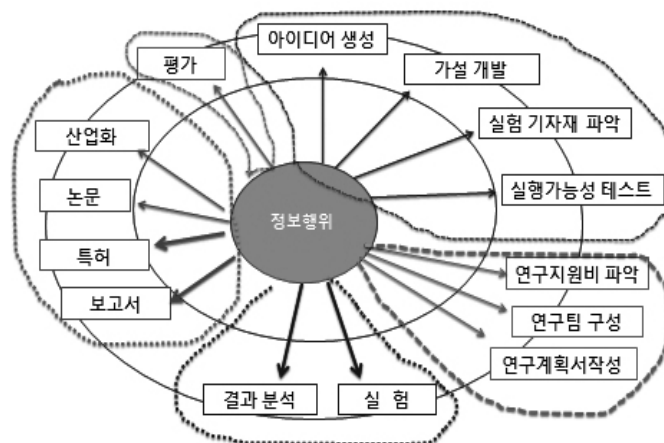 아이디어 생성
평가
가설 개발
산업화
실험 기자재 파악
논문
실행가능성 테스트
정보행위
특허
연구지원비 파악
보고서
연구팀 구성
연구계획서작성
결과 분석
실 험